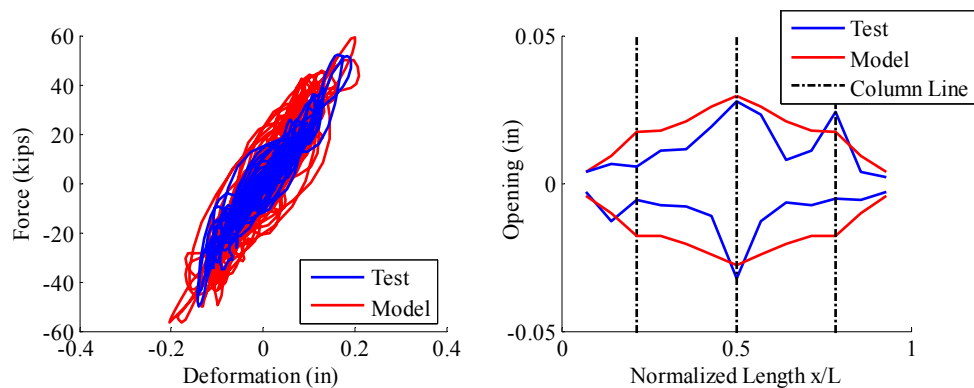 60
40
20
0
-20
-40
-60
-0.4
-0.2
0
0.2
0.4
Force (kips)
Deformation (in)
Test
Model
0.05
0
-0.05
0
0.5
1
Opening (in)
Normalized Length x/L
Test
Model
Column Line